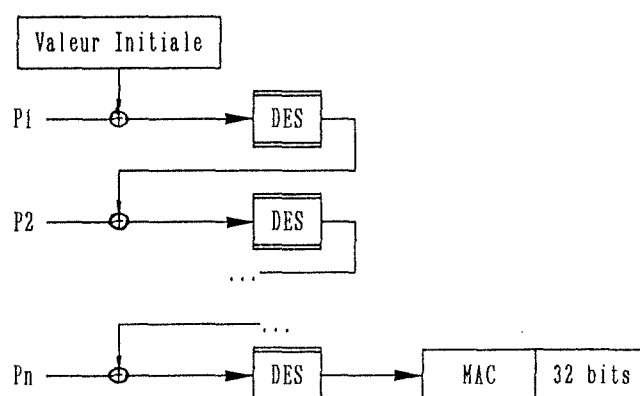 Valeur Initiale
P1
DES
P2
DES
...
...
Pn
DES
MAC
32 bits